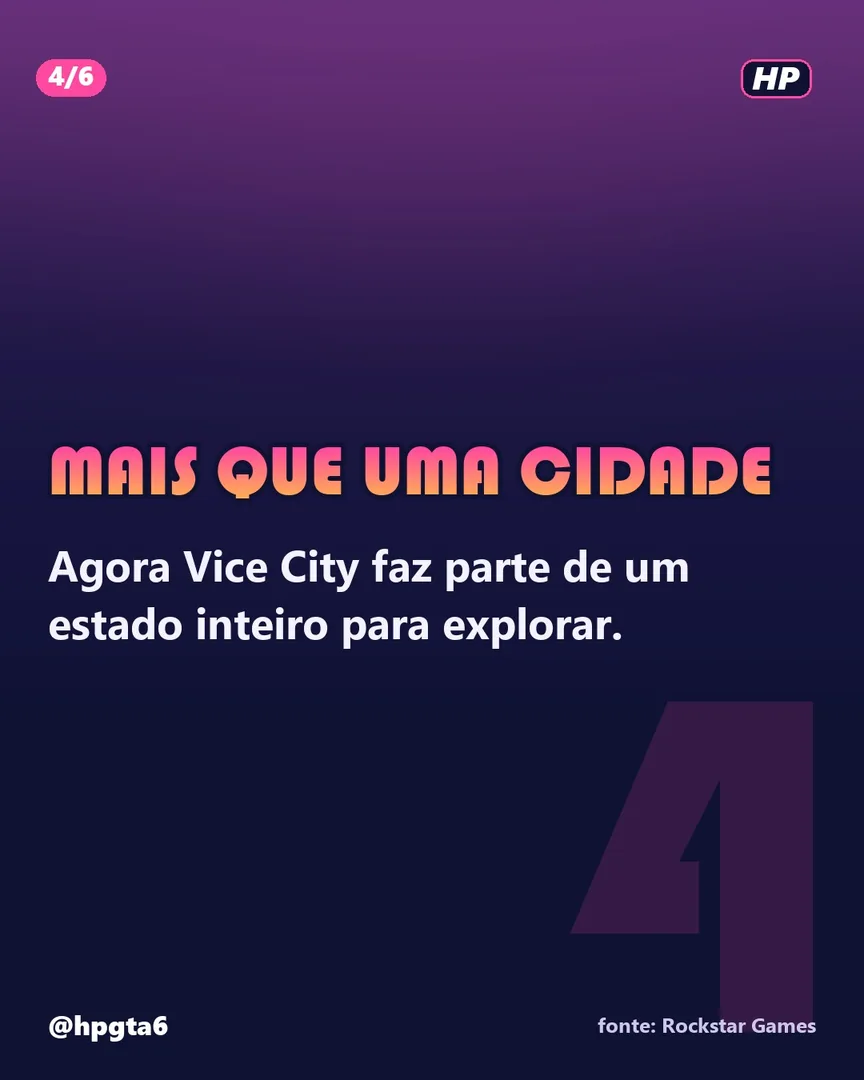 4/6
HP
MAIS QUE UMA CIDADE
Agora Vice City faz parte de um
estado inteiro para explorar.
4
@hpgta6
fonte: Rockstar Games